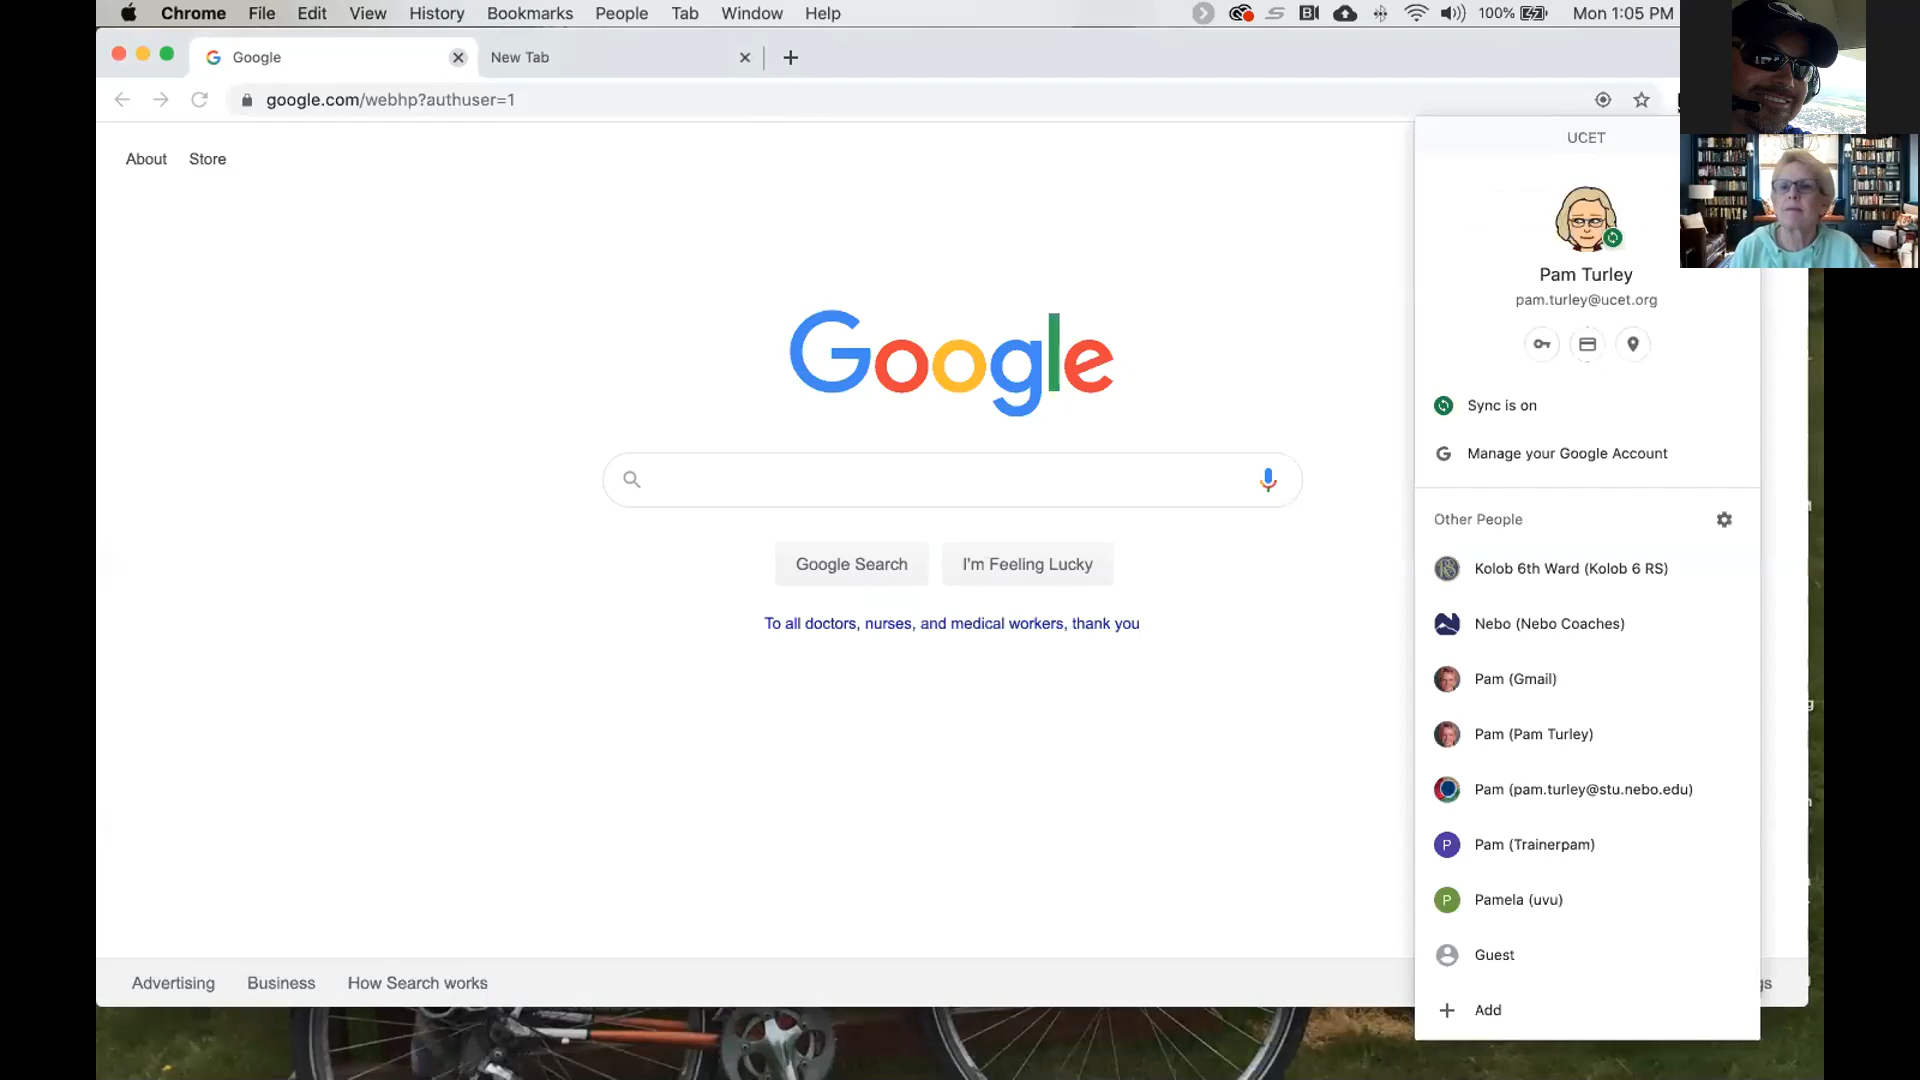 Chrome File Edit View History Bookmarks People Tab Window Help 100% Mon 1:05 PM
Google New Tab
google.com/webhp?authuser=1
About Store
UCET
Pam Turley
pam.turley@ucet.org
Google
Sync is on
Manage your Google Account
Google Search I'm Feeling Lucky
To all doctors, nurses, and medical workers, thank you
Other People
Kolob 6th Ward (Kolob 6 RS)
Nebo (Nebo Coaches)
Pam (Gmail)
Pam (Pam Turley)
Pam (pam.turley@stu.nebo.edu)
P Pam (Trainerpam)
P Pamela (uvu)
Guest
Add
Advertising Business How Search works